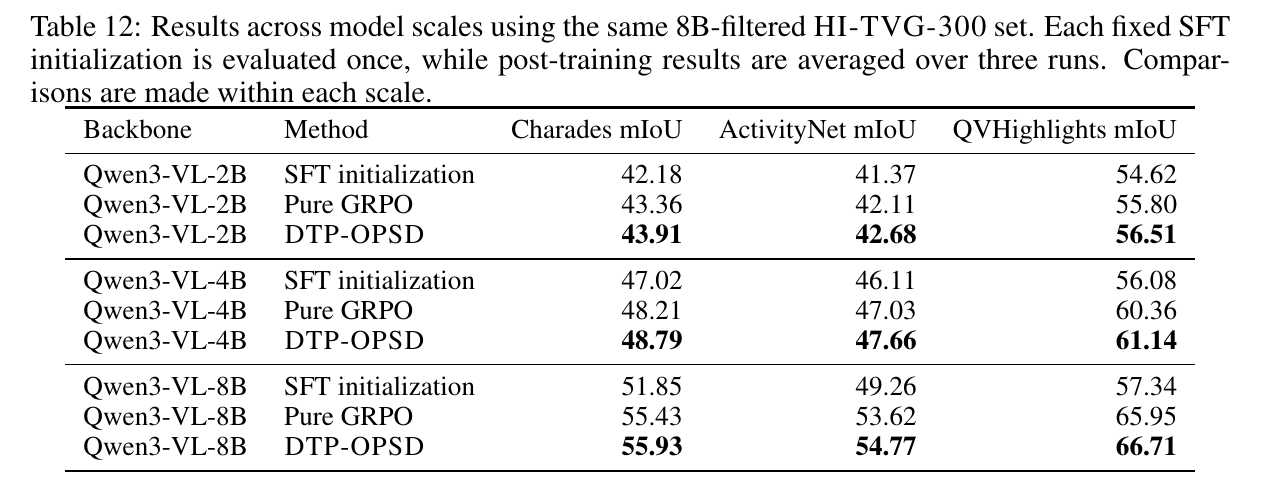 Table 12: Results across model scales using the same 8B-filtered HI-TVG-300 set. Each fixed SFT
initialization is evaluated once, while post-training results are averaged over three runs. Compar-
isons are made within each scale.
Backbone Method Charades mIoU ActivityNet mIoU QVHighlights mIoU
Qwen3-VL-2B SFT initialization 42.18 41.37 54.62
Qwen3-VL-2B Pure GRPO 43.36 42.11 55.80
Qwen3-VL-2B DTP-OPSD 43.91 42.68 56.51
Qwen3-VL-4B SFT initialization 47.02 46.11 56.08
Qwen3-VL-4B Pure GRPO 48.21 47.03 60.36
Qwen3-VL-4B DTP-OPSD 48.79 47.66 61.14
Qwen3-VL-8B SFT initialization 51.85 49.26 57.34
Qwen3-VL-8B Pure GRPO 55.43 53.62 65.95
Qwen3-VL-8B DTP-OPSD 55.93 54.77 66.71